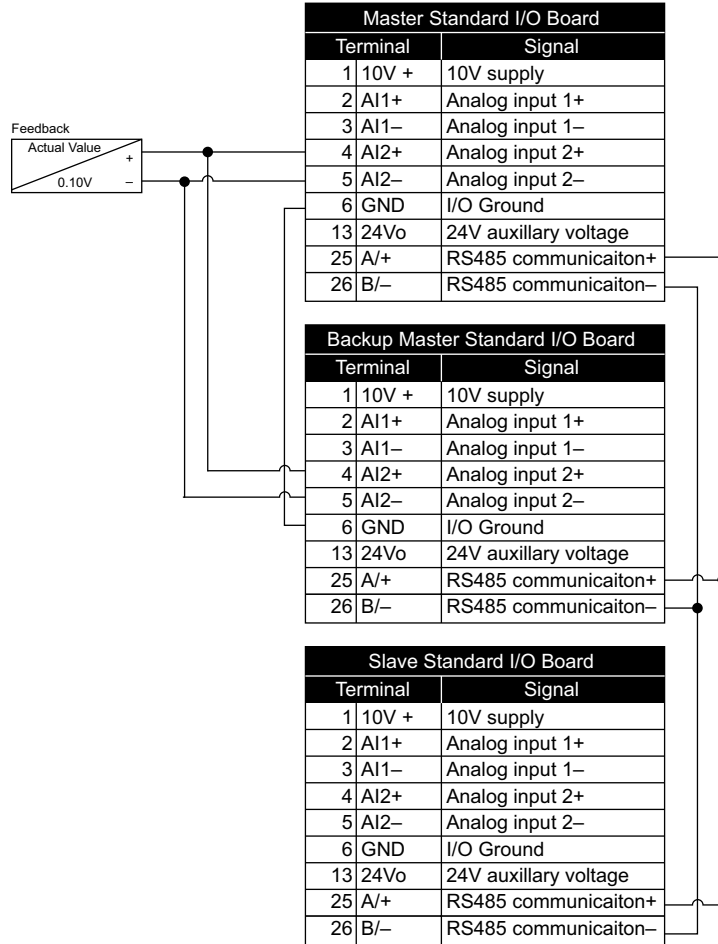 Master Standard I/O Board
Terminal Signal
1 10V + 10V supply
2 AI1+ Analog input 1+
3 AI1– Analog input 1–
4 AI2+ Analog input 2+
5 AI2– Analog input 2–
6 GND I/O Ground
13 24Vo 24V auxillary voltage
25 A/+ RS485 communicaiton+
26 B/– RS485 communicaiton–
Feedback
Actual Value
+
0.10V –
Backup Master Standard I/O Board
Terminal Signal
1 10V + 10V supply
2 AI1+ Analog input 1+
3 AI1– Analog input 1–
4 AI2+ Analog input 2+
5 AI2– Analog input 2–
6 GND I/O Ground
13 24Vo 24V auxillary voltage
25 A/+ RS485 communicaiton+
26 B/– RS485 communicaiton–
Slave Standard I/O Board
Terminal Signal
1 10V + 10V supply
2 AI1+ Analog input 1+
3 AI1– Analog input 1–
4 AI2+ Analog input 2+
5 AI2– Analog input 2–
6 GND I/O Ground
13 24Vo 24V auxillary voltage
25 A/+ RS485 communicaiton+
26 B/– RS485 communicaiton–